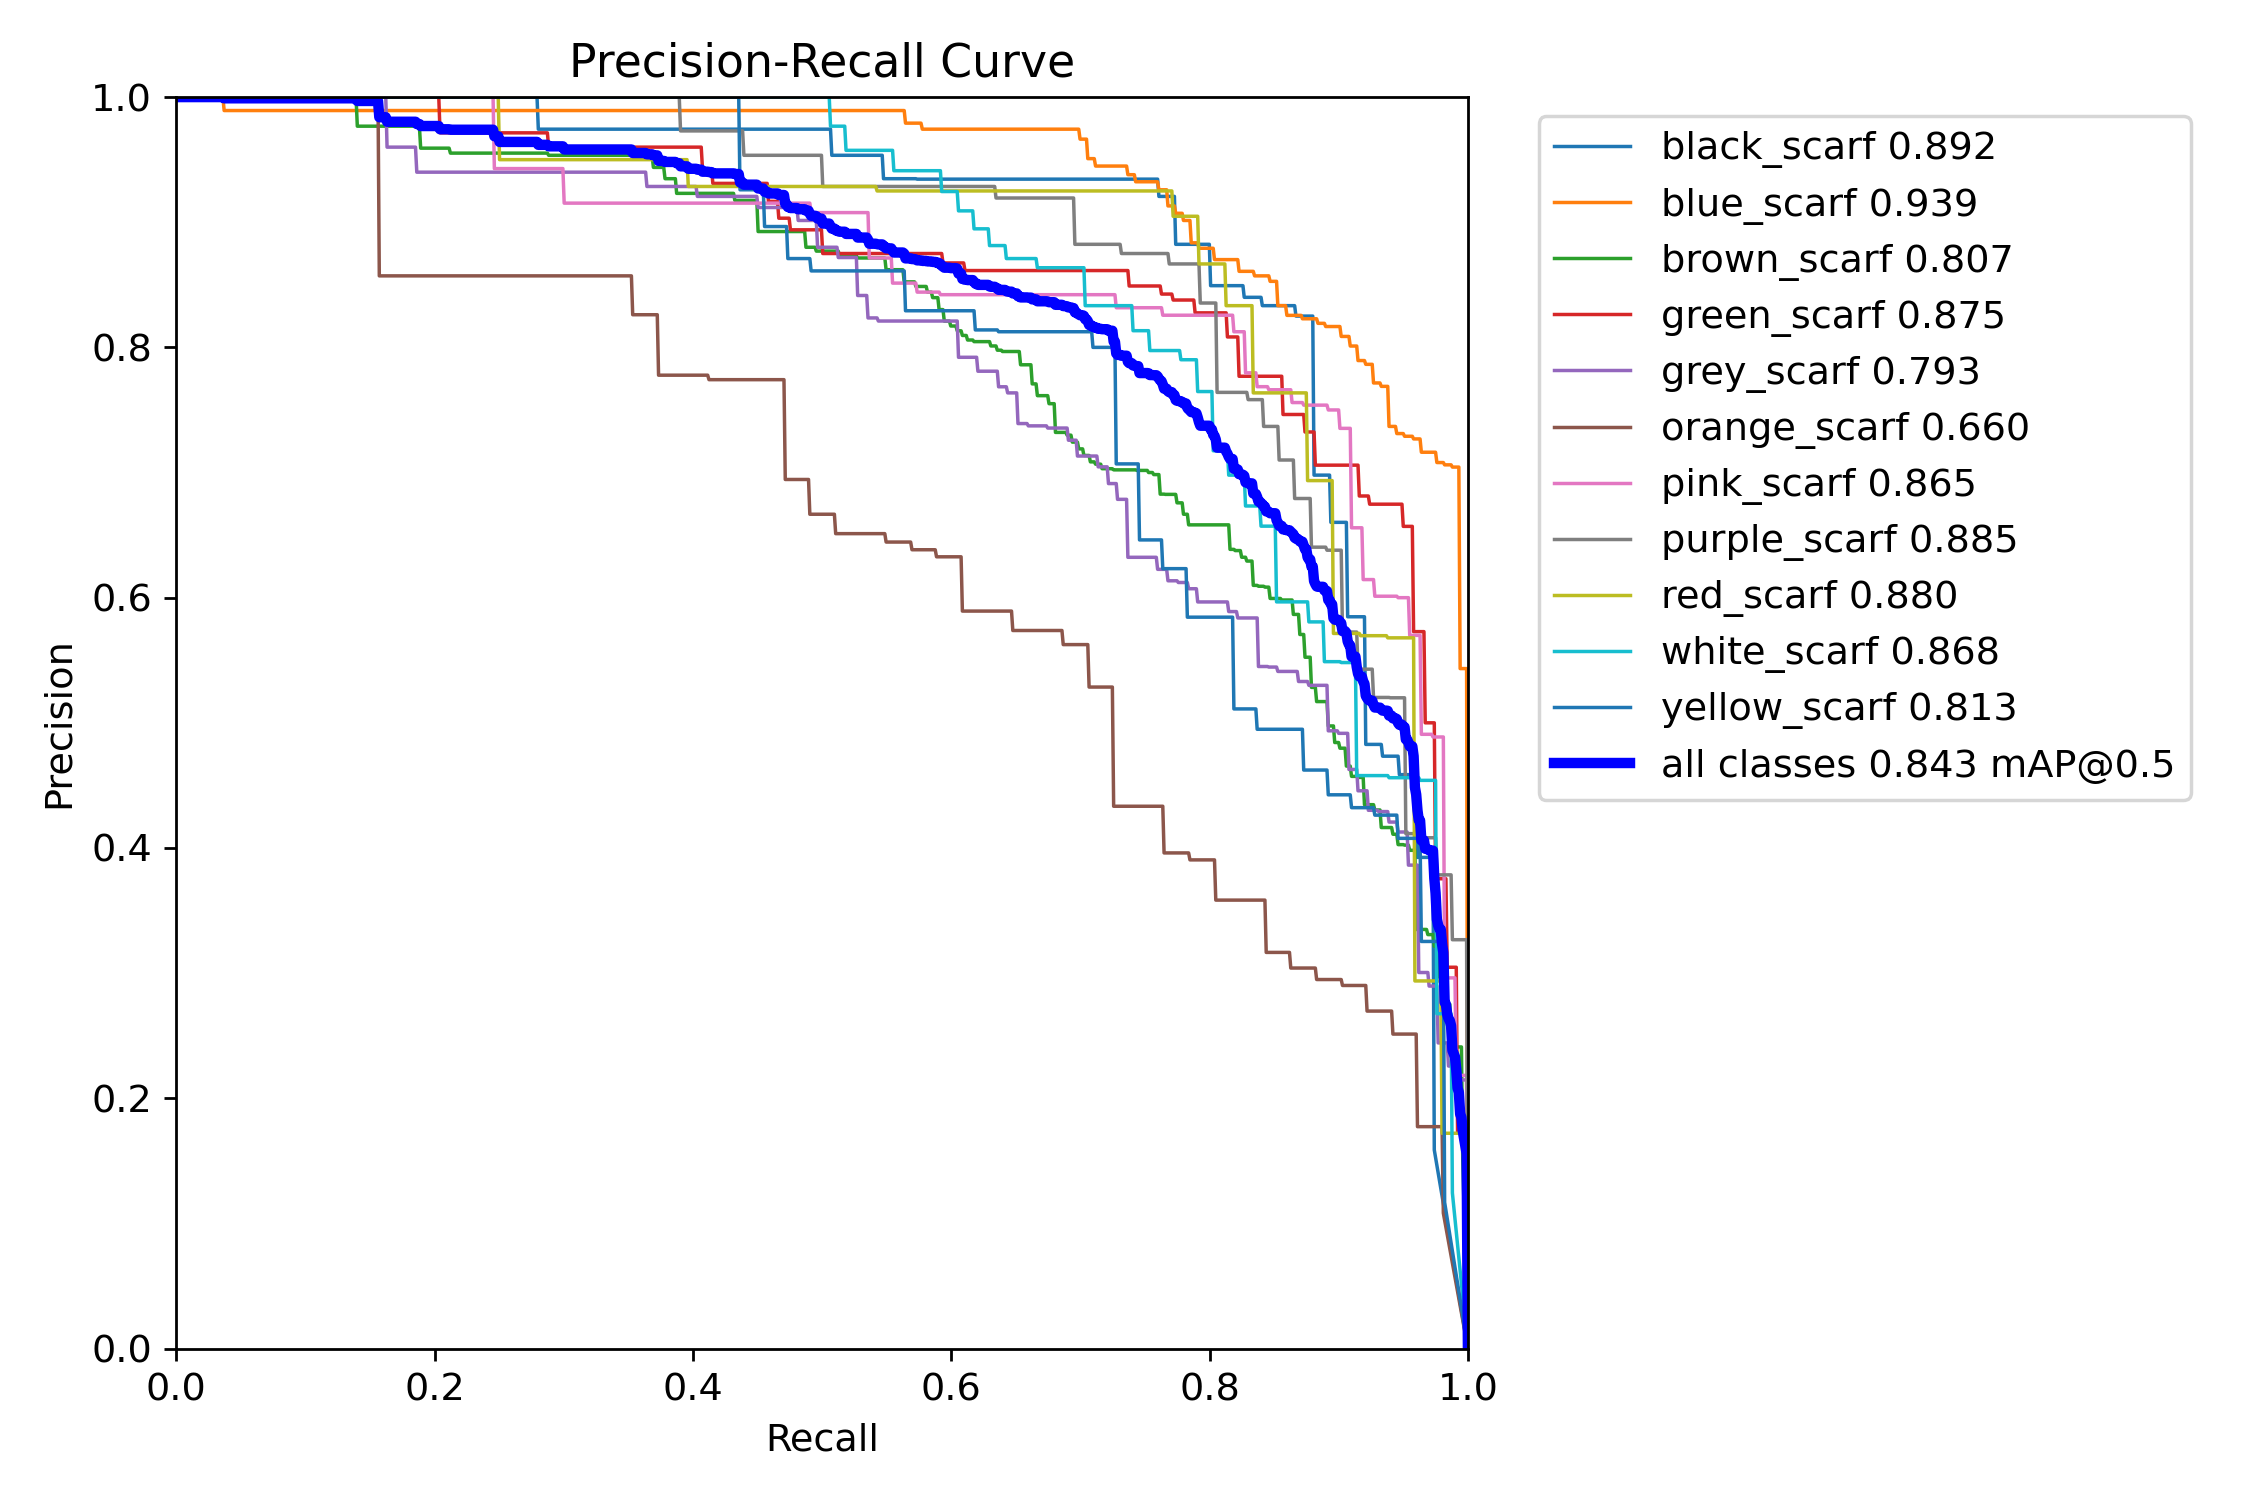 Precision-Recall Curve
1.0
0.8
0.6
0.4
0.2
0.0
Precision
0.0 0.2 0.4 0.6 0.8 1.0
Recall
black_scarf 0.892
blue_scarf 0.939
brown_scarf 0.807
green_scarf 0.875
grey_scarf 0.793
orange_scarf 0.660
pink_scarf 0.865
purple_scarf 0.885
red_scarf 0.880
white_scarf 0.868
yellow_scarf 0.813
all classes 0.843 mAP@0.5